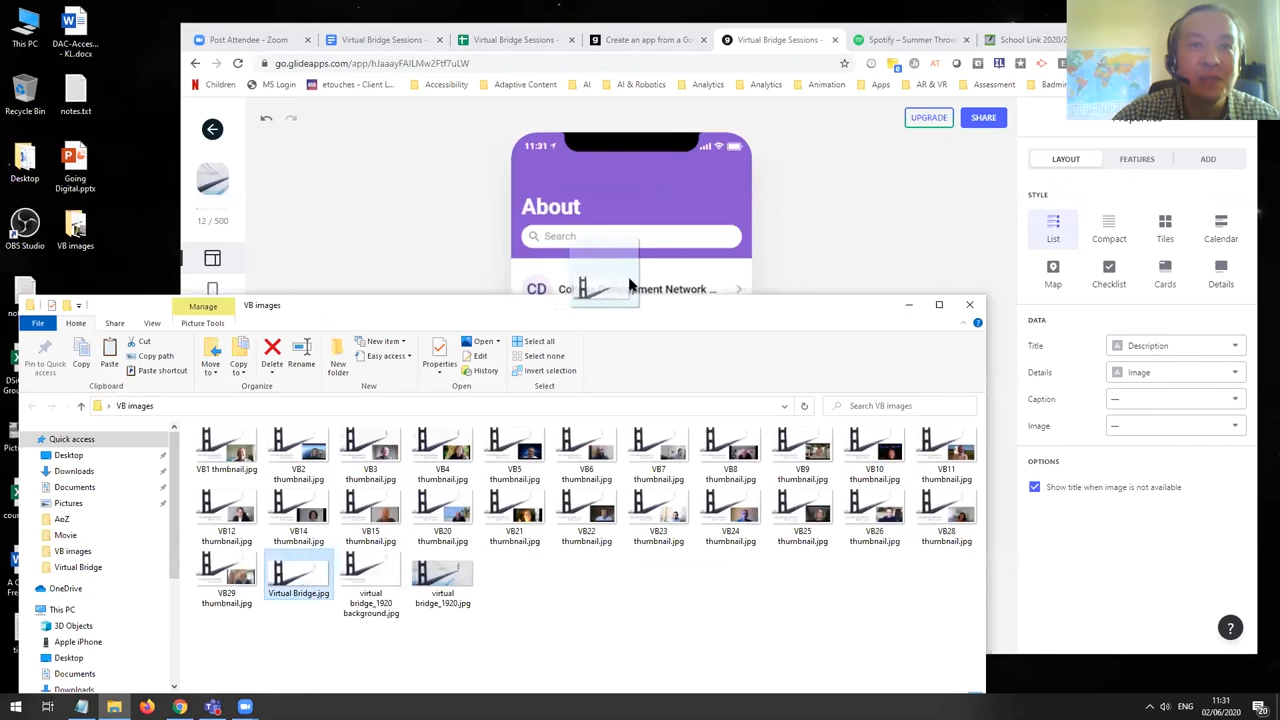 This PC
DAC-Acces...
- KL.docx
Recycle Bin
notes.txt
Desktop
Going
Digital.pptx
OBS Studio
VB images
Post Attendee - Zoom
Virtual Bridge Sessions -
Virtual Bridge Sessions -
Create an app from a Go
Virtual Bridge Sessions -
Spotify – Summer Throw
School Link 2020/2
go.glideapps.com/app/hJaaayFAILMw2Ftf7uLW
Children
MS Login
etouches - Client L...
Accessibility
Adaptive Content
AI
AI & Robotics
Analytics
Analytics
Animation
Apps
AR & VR
Assessment
Badmi
12 / 500
UPGRADE
SHARE
11:31
About
Search
CD
Properties
LAYOUT
FEATURES
ADD
STYLE
List
Compact
Tiles
Calendar
Map
Checklist
Cards
Details
DATA
Title
Description
Details
Image
Caption
—
Image
—
OPTIONS
Show title when image is not available
Manage
VB images
File
Home
Share
View
Picture Tools
Pin to Quick
access
Copy
Paste
Cut
Copy path
Paste shortcut
Clipboard
Move
to
Copy
to
Delete
Rename
Organize
New
folder
New item
Easy access
New
Properties
Open
Edit
History
Open
Select all
Select none
Invert selection
Select
VB images
Search VB images
Quick access
Desktop
Downloads
Documents
Pictures
AoZ
Movie
VB images
Virtual Bridge
OneDrive
This PC
3D Objects
Apple iPhone
Desktop
Documents
Downloads
VB1 thmbnail.jpg
VB2
thumbnail.jpg
VB3
thumbnail.jpg
VB4
thumbnail.jpg
VB5
thumbnail.jpg
VB6
thumbnail.jpg
VB7
thumbnail.jpg
VB8
thumbnail.jpg
VB9
thumbnail.jpg
VB10
thumbnail.jpg
VB11
thumbnail.jpg
VB12
thumbnail.jpg
VB14
thumbnail.jpg
VB15
thumbnail.jpg
VB20
thumbnail.jpg
VB21
thumbnail.jpg
VB22
thumbnail.jpg
VB23
thumbnail.jpg
VB24
thumbnail.jpg
VB25
thumbnail.jpg
VB26
thumbnail.jpg
VB28
thumbnail.jpg
VB29
thumbnail.jpg
Virtual Bridge.jpg
virtual
bridge_1920
background.jpg
virtual
bridge_1920.jpg
ENG
11:31
02/06/2020
20